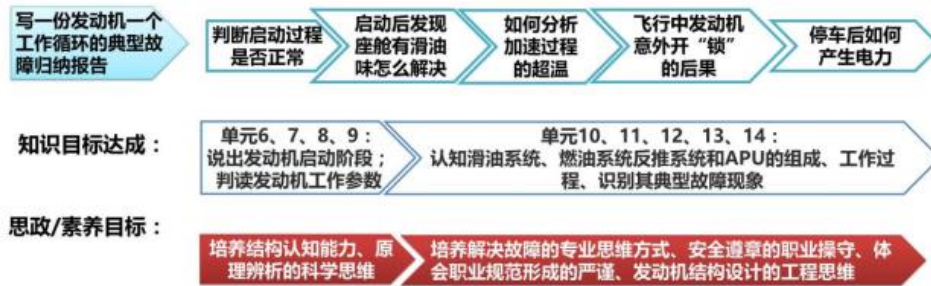 写一份发动机一个
工作循环的典型故
障归纳报告
判断启动过程
是否正常
启动后发现
座舱有滑油
味怎么解决
如何分析
加速过程
的超温
飞行中发动机
意外开“锁”
的后果
停车后如何
产生电力
知识目标达成：
单元6、7、8、9：
说出发动机启动阶段；
判读发动机工作参数
单元10、11、12、13、14：
认知滑油系统、燃油系统反推系统和APU的组成、工作过
程、识别其典型故障现象
思政/素养目标：
培养结构认知能力、原
理辨析的科学思维
培养解决故障的专业思维方式、安全遵章的职业操守、体
会职业规范形成的严谨、发动机结构设计的工程思维